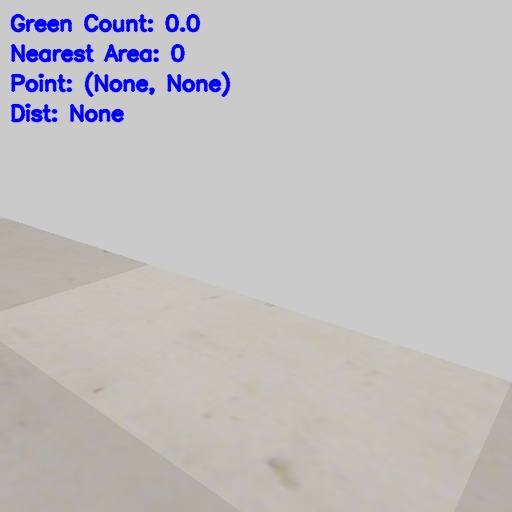 Green Count: 0.0
Nearest Area: 0
Point: (None, None)
Dist: None